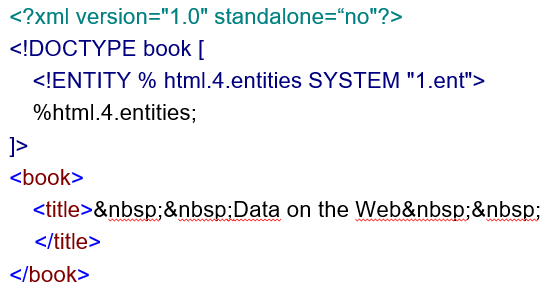 <?xml version="1.0" standalone=“no"?>
<!DOCTYPE book [
<!ENTITY % html.4.entities SYSTEM "1.ent">
%html.4.entities;
]>
<book>
<title>&nbsp;&nbsp;Data on the Web&nbsp;&nbsp;
</title>
</book>